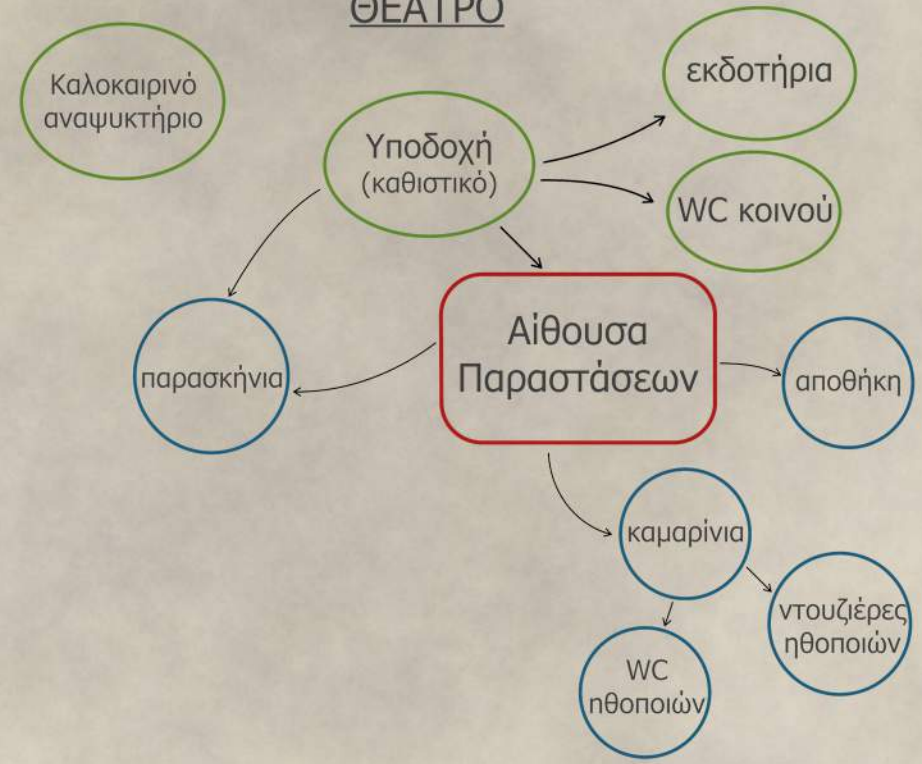 ΘΕΑΤΡΟ
Καλοκαιρινό
αναψυκτήριο
Υποδοχή
(καθιστικό)
εκδοτήρια
WC κοινού
Αίθουσα
Παραστάσεων
παρασκήνια
αποθήκη
καμαρίνια
ντουζιέρες
ηθοποιών
WC
ηθοποιών